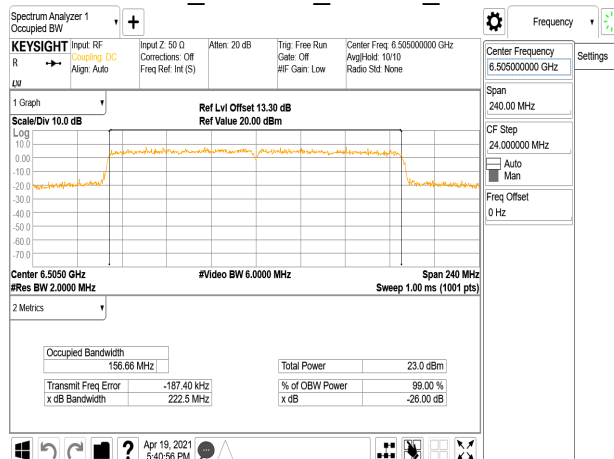 Spectrum Analyzer 1
Occupied BW
Frequency
KEYSIGHT
Input: RF
Coupling: DC
Align: Auto
Input Z: 50 Ω
Corrections: Off
Freq Ref: Int (S)
Atten: 20 dB
Trig: Free Run
Gate: Off
#IF Gain: Low
Center Freq: 6.505000000 GHz
Avg|Hold: 10/10
Radio Std: None
R
LXI
Center Frequency
6.505000000 GHz
Settings
Span
240.00 MHz
CF Step
24.000000 MHz
Auto
Man
Freq Offset
0 Hz
1 Graph
Scale/Div 10.0 dB
Ref Lvl Offset 13.30 dB
Ref Value 20.00 dBm
Log
10.0
0.00
-10.0
-20.0
-30.0
-40.0
-50.0
-60.0
-70.0
Center 6.5050 GHz
#Video BW 6.0000 MHz
Span 240 MHz
#Res BW 2.0000 MHz
Sweep 1.00 ms (1001 pts)
2 Metrics
Occupied Bandwidth
156.66 MHz
Total Power 23.0 dBm
Transmit Freq Error -187.40 kHz
% of OBW Power 99.00 %
x dB Bandwidth 222.5 MHz
x dB -26.00 dB
?
Apr 19, 2021
5:40:56 PM